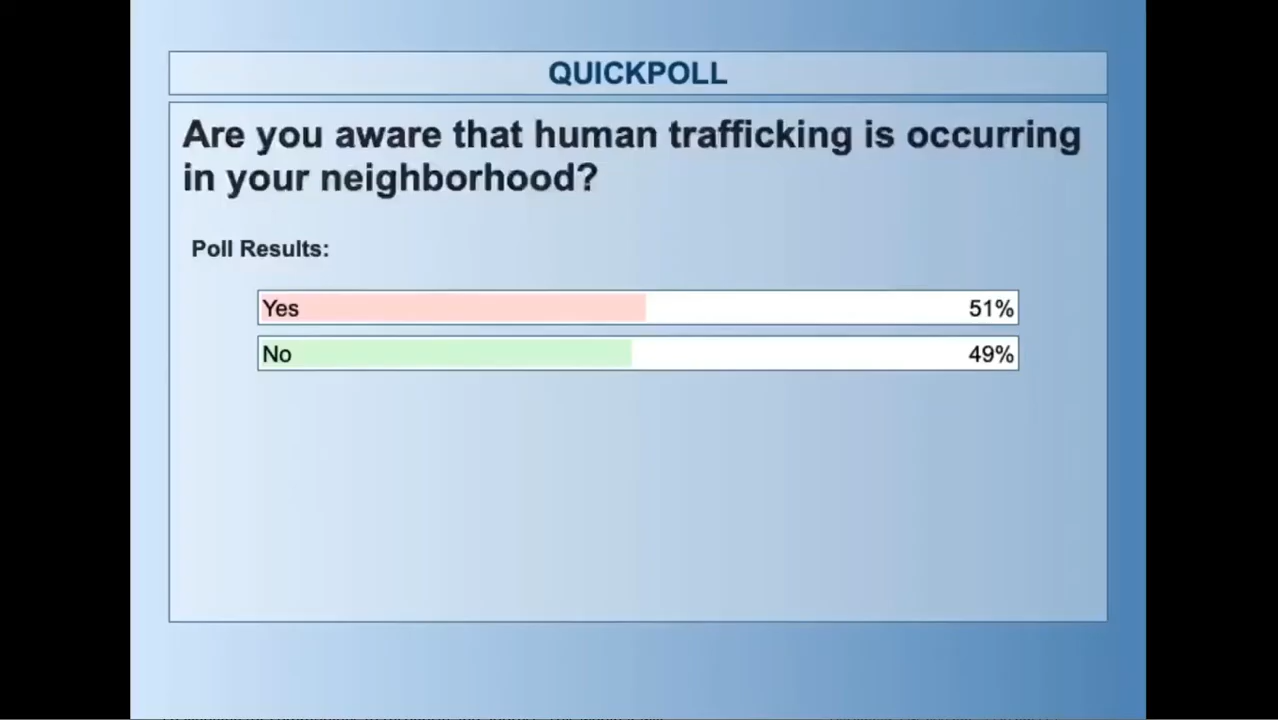 QUICKPOLL
Are you aware that human trafficking is occurring
in your neighborhood?
Poll Results:
Yes 51%
No 49%